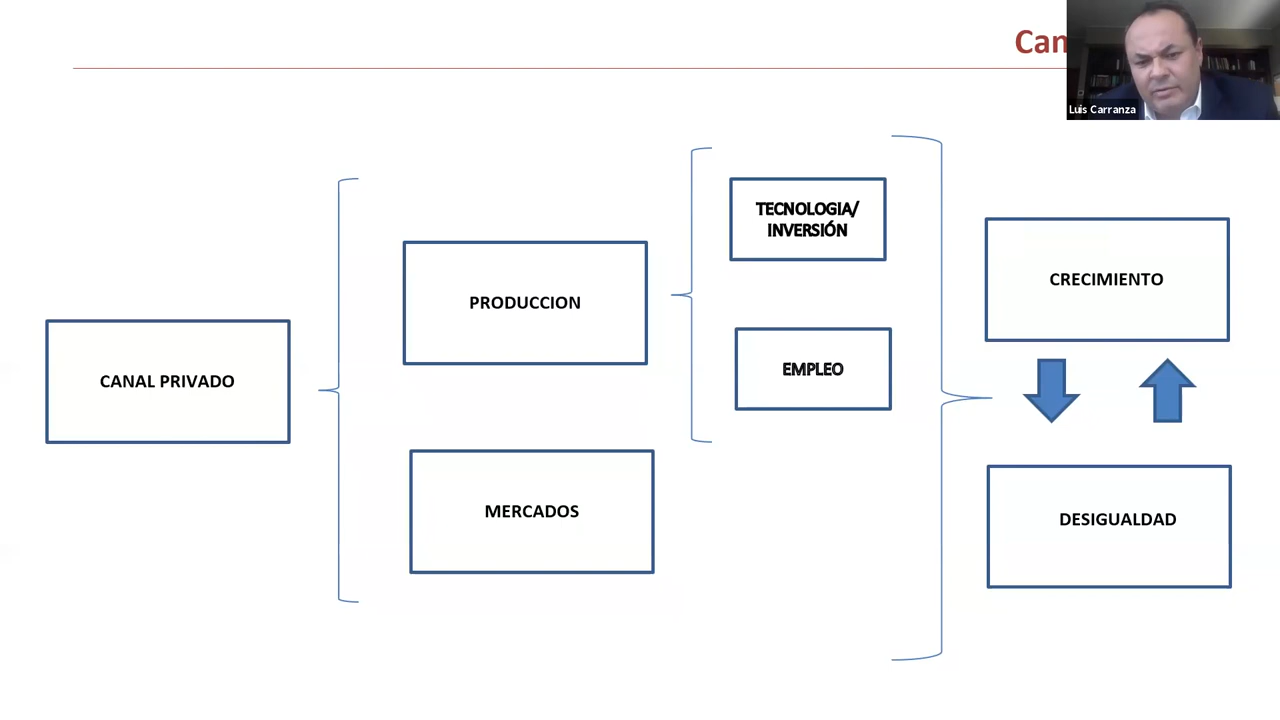 Can
Luis Carranza
TECNOLOGIA/
INVERSIÓN
PRODUCCION
CRECIMIENTO
EMPLEO
CANAL PRIVADO
MERCADOS
DESIGUALDAD